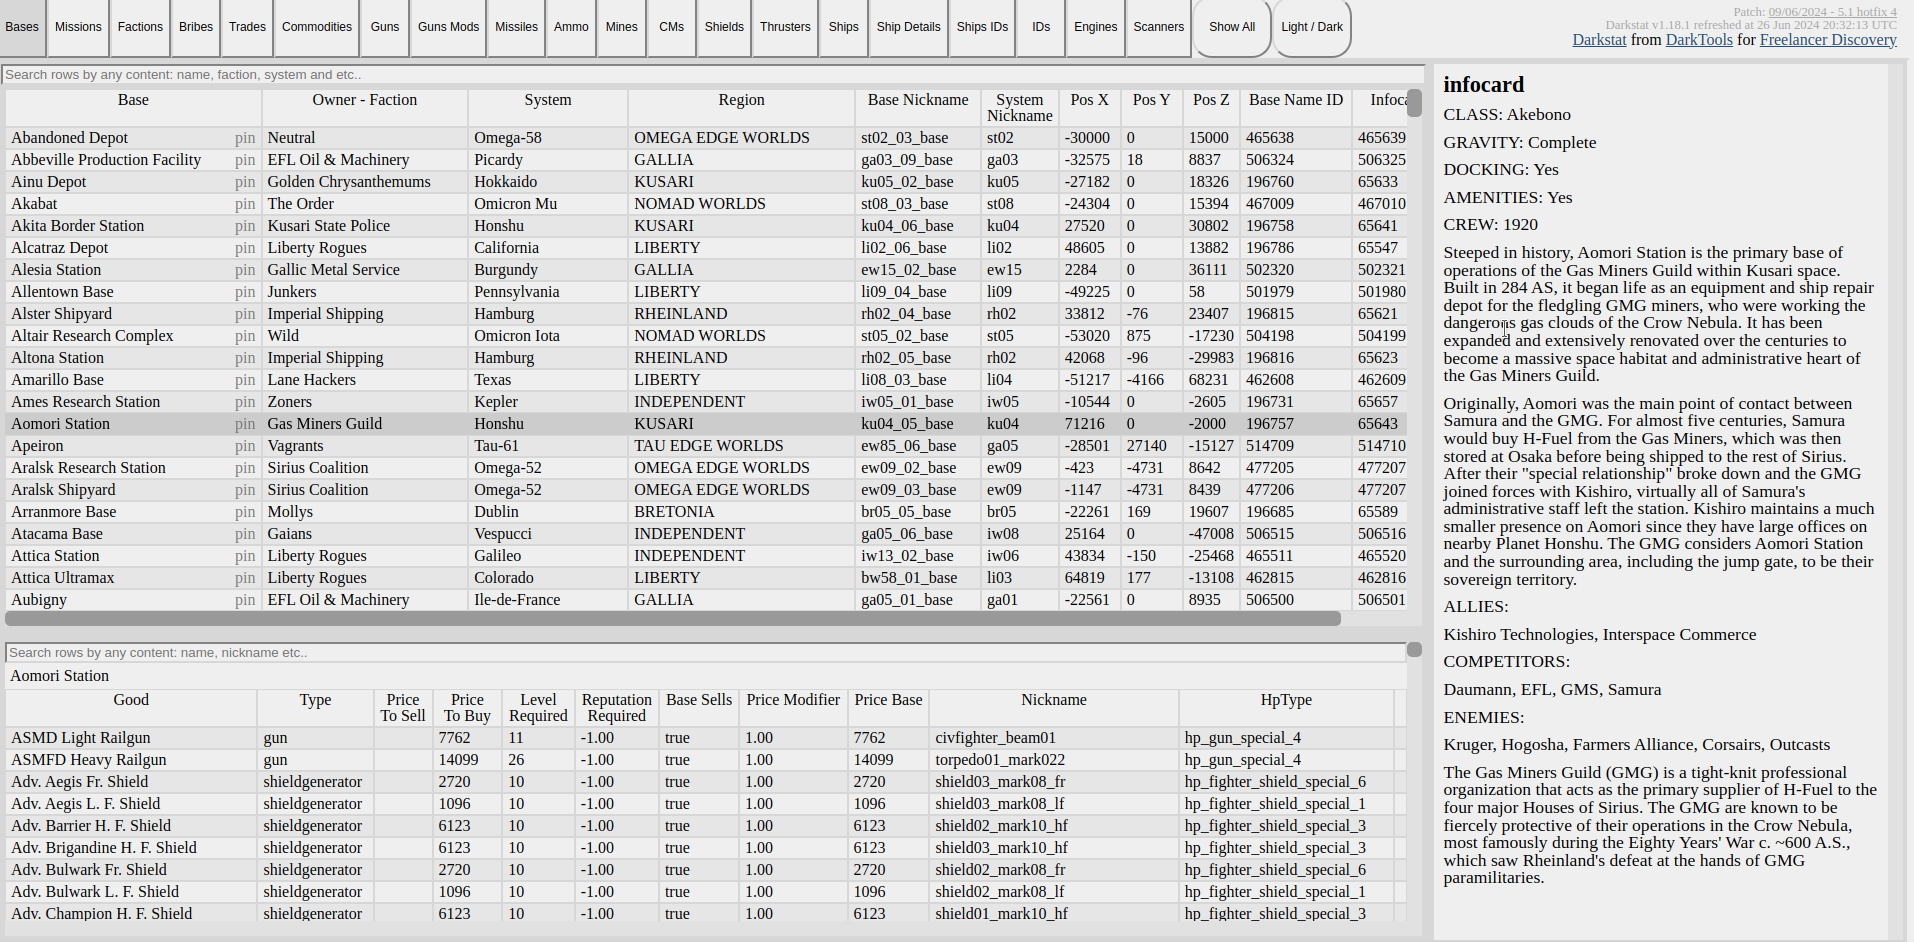 Bases Missions Factions Bribes Trades Commodities Guns Guns Mods Missiles Ammo Mines CMs Shields Thrusters Ships Ship Details Ships IDs IDs Engines Scanners Show All Light / Dark
Patch: 09/06/2024 - 5.1 hotfix 4
Darkstat v1.18.1 refreshed at 26 Jun 2024 20:32:13 UTC
Darkstat from DarkTools for Freelancer Discovery
Search rows by any content: name, faction, system and etc..
Base Owner - Faction System Region Base Nickname System Nickname Pos X Pos Y Pos Z Base Name ID Infoca
Abandoned Depot pin Neutral Omega-58 OMEGA EDGE WORLDS st02_03_base st02 -30000 0 15000 465638 465639
Abbeville Production Facility pin EFL Oil & Machinery Picardy GALLIA ga03_09_base ga03 -32575 18 8837 506324 506325
Ainu Depot pin Golden Chrysanthemums Hokkaido KUSARI ku05_02_base ku05 -27182 0 18326 196760 65633
Akabat pin The Order Omicron Mu NOMAD WORLDS st08_03_base st08 -24304 0 15394 467009 467010
Akita Border Station pin Kusari State Police Honshu KUSARI ku04_06_base ku04 27520 0 30802 196758 65641
Alcatraz Depot pin Liberty Rogues California LIBERTY li02_06_base li02 48605 0 13882 196786 65547
Alesia Station pin Gallic Metal Service Burgundy GALLIA ew15_02_base ew15 2284 0 36111 502320 502321
Allentown Base pin Junkers Pennsylvania LIBERTY li09_04_base li09 -49225 0 58 501979 501980
Alster Shipyard pin Imperial Shipping Hamburg RHEINLAND rh02_04_base rh02 33812 -76 23407 196815 65621
Altair Research Complex pin Wild Omicron Iota NOMAD WORLDS st05_02_base st05 -53020 875 -17230 504198 504199
Altona Station pin Imperial Shipping Hamburg RHEINLAND rh02_05_base rh02 42068 -96 -29983 196816 65623
Amarillo Base pin Lane Hackers Texas LIBERTY li08_03_base li04 -51217 -4166 68231 462608 462609
Ames Research Station pin Zoners Kepler INDEPENDENT iw05_01_base iw05 -10544 0 -2605 196731 65657
Aomori Station pin Gas Miners Guild Honshu KUSARI ku04_05_base ku04 71216 0 -2000 196757 65643
Apeiron pin Vagrants Tau-61 TAU EDGE WORLDS ew85_06_base ga05 -28501 27140 -15127 514709 514710
Aralsk Research Station pin Sirius Coalition Omega-52 OMEGA EDGE WORLDS ew09_02_base ew09 -423 -4731 8642 477205 477207
Aralsk Shipyard pin Sirius Coalition Omega-52 OMEGA EDGE WORLDS ew09_03_base ew09 -1147 -4731 8439 477206 477207
Arranmore Base pin Mollys Dublin BRETONIA br05_05_base br05 -22261 169 19607 196685 65589
Atacama Base pin Gaians Vespucci INDEPENDENT ga05_06_base iw08 25164 0 -47008 506515 506516
Attica Station pin Liberty Rogues Galileo INDEPENDENT iw13_02_base iw06 43834 -150 -25468 465511 465520
Attica Ultramax pin Liberty Rogues Colorado LIBERTY bw58_01_base li03 64819 177 -13108 462815 462816
Aubigny pin EFL Oil & Machinery Ile-de-France GALLIA ga05_01_base ga01 -22561 0 8935 506500 506501
Search rows by any content: name, nickname etc..
Aomori Station
Good Type Price To Sell Price To Buy Level Required Reputation Required Base Sells Price Modifier Price Base Nickname HpType
ASMD Light Railgun gun 7762 11 -1.00 true 1.00 7762 civfighter_beam01 hp_gun_special_4
ASMFD Heavy Railgun gun 14099 26 -1.00 true 1.00 14099 torpedo01_mark022 hp_gun_special_4
Adv. Aegis Fr. Shield shieldgenerator 2720 10 -1.00 true 1.00 2720 shield03_mark08_fr hp_fighter_shield_special_6
Adv. Aegis L. F. Shield shieldgenerator 1096 10 -1.00 true 1.00 1096 shield03_mark08_lf hp_fighter_shield_special_1
Adv. Barrier H. F. Shield shieldgenerator 6123 10 -1.00 true 1.00 6123 shield02_mark10_hf hp_fighter_shield_special_3
Adv. Brigandine H. F. Shield shieldgenerator 6123 10 -1.00 true 1.00 6123 shield03_mark10_hf hp_fighter_shield_special_3
Adv. Bulwark Fr. Shield shieldgenerator 2720 10 -1.00 true 1.00 2720 shield02_mark08_fr hp_fighter_shield_special_6
Adv. Bulwark L. F. Shield shieldgenerator 1096 10 -1.00 true 1.00 1096 shield02_mark08_lf hp_fighter_shield_special_1
Adv. Champion H. F. Shield shieldgenerator 6123 10 -1.00 true 1.00 6123 shield01_mark10_hf hp_fighter_shield_special_3
infocard
CLASS: Akebono
GRAVITY: Complete
DOCKING: Yes
AMENITIES: Yes
CREW: 1920
Steeped in history, Aomori Station is the primary base of
operations of the Gas Miners Guild within Kusari space.
Built in 284 AS, it began life as an equipment and ship repair
depot for the fledgling GMG miners, who were working the
dangerous gas clouds of the Crow Nebula. It has been
expanded and extensively renovated over the centuries to
become a massive space habitat and administrative heart of
the Gas Miners Guild.
Originally, Aomori was the main point of contact between
Samura and the GMG. For almost five centuries, Samura
would buy H-Fuel from the Gas Miners, which was then
stored at Osaka before being shipped to the rest of Sirius.
After their "special relationship" broke down and the GMG
joined forces with Kishiro, virtually all of Samura's
administrative staff left the station. Kishiro maintains a much
smaller presence on Aomori since they have large offices on
nearby Planet Honshu. The GMG considers Aomori Station
and the surrounding area, including the jump gate, to be their
sovereign territory.
ALLIES:
Kishiro Technologies, Interspace Commerce
COMPETITORS:
Daumann, EFL, GMS, Samura
ENEMIES:
Kruger, Hogosha, Farmers Alliance, Corsairs, Outcasts
The Gas Miners Guild (GMG) is a tight-knit professional
organization that acts as the primary supplier of H-Fuel to the
four major Houses of Sirius. The GMG are known to be
fiercely protective of their operations in the Crow Nebula,
most famously during the Eighty Years' War c. ~600 A.S.,
which saw Rheinland's defeat at the hands of GMG
paramilitaries.